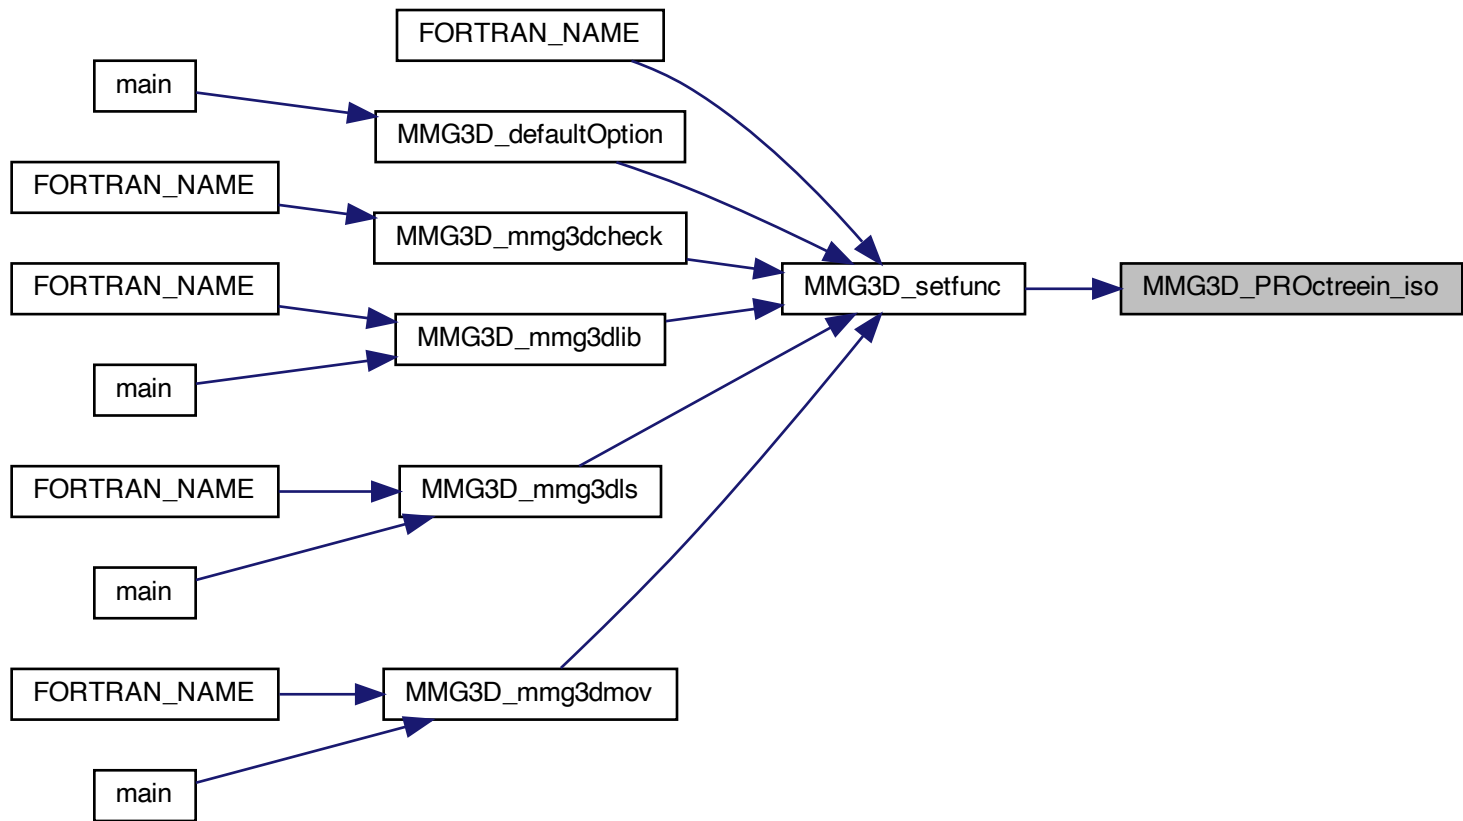 FORTRAN_NAME
main
MMG3D_defaultOption
FORTRAN_NAME
MMG3D_mmg3dcheck
FORTRAN_NAME
MMG3D_setfunc
MMG3D_PROctreein_iso
MMG3D_mmg3dlib
main
FORTRAN_NAME
MMG3D_mmg3dls
main
FORTRAN_NAME
MMG3D_mmg3dmov
main